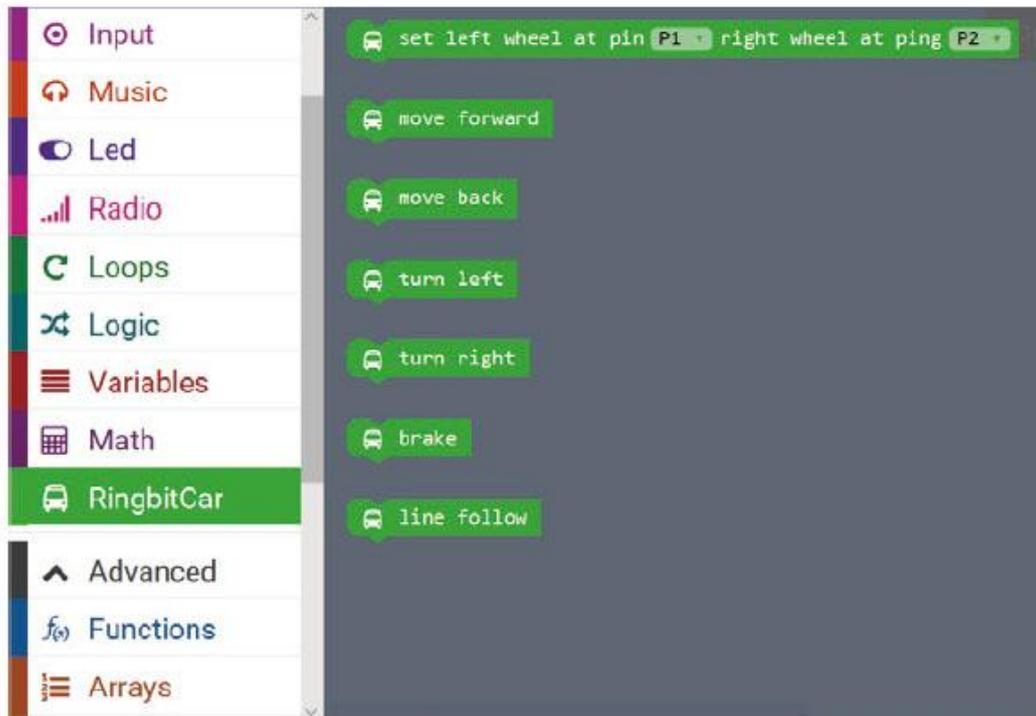 Input
Music
Led
Radio
Loops
Logic
Variables
Math
RingbitCar
Advanced
f(x) Functions
Arrays
set left wheel at pin P1 right wheel at ping P2
move forward
move back
turn left
turn right
brake
line follow